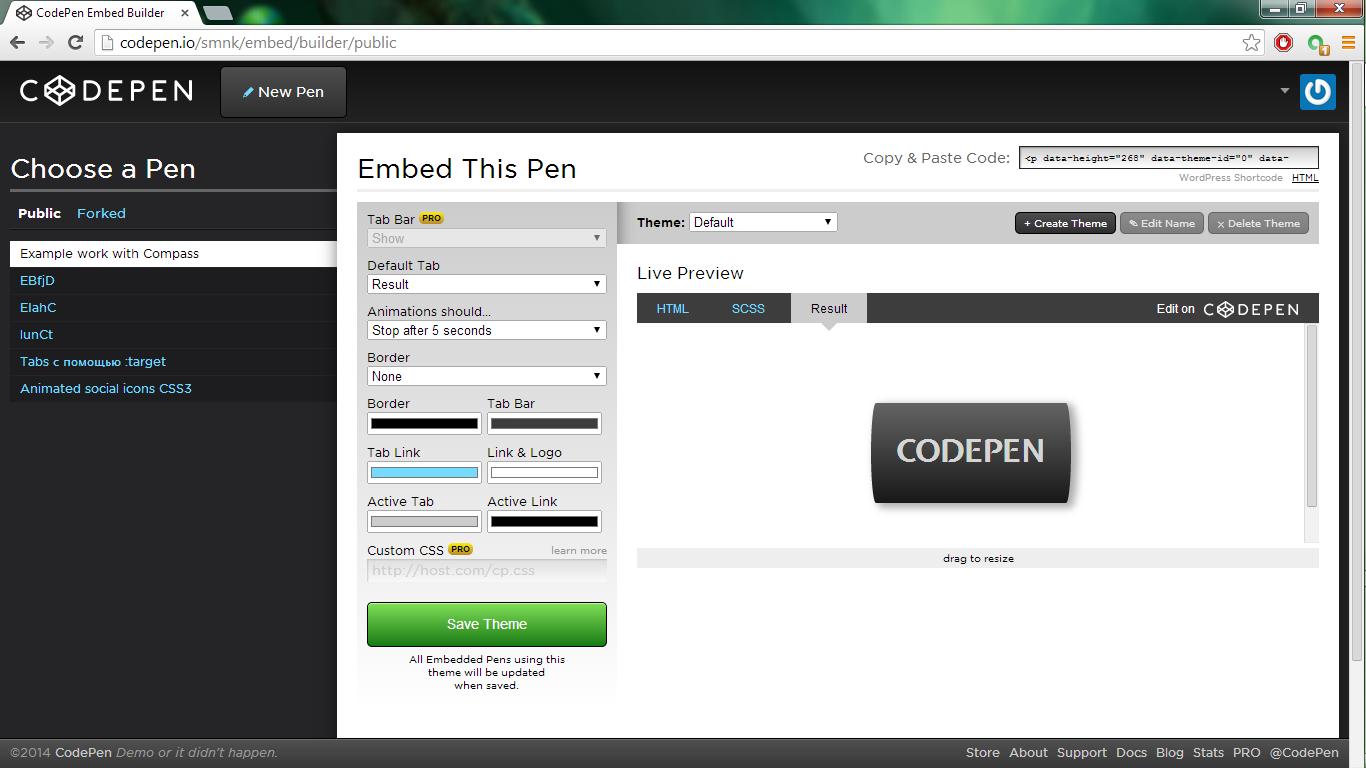 CodePen Embed Builder
codepen.io/smnk/embed/builder/public
1
CODEPEN
New Pen
Choose a Pen
Public Forked
Example work with Compass
EBfjD
ElahC
lunCt
Tabs с помощью :target
Animated social icons CSS3
Embed This Pen
Copy & Paste Code: <p data-height="268" data-theme-id="0" data-
WordPress Shortcode HTML
Tab Bar PRO
Show
Default Tab
Result
Animations should...
Stop after 5 seconds
Border
None
Border Tab Bar
Tab Link Link & Logo
Active Tab Active Link
Custom CSS PRO learn more
http://host.com/cp.css
Save Theme
All Embedded Pens using this
theme will be updated
when saved.
Theme: Default + Create Theme Edit Name x Delete Theme
Live Preview
HTML SCSS Result Edit on CODEPEN
CODEPEN
drag to resize
©2014 CodePen Demo or it didn't happen. Store About Support Docs Blog Stats PRO @CodePen